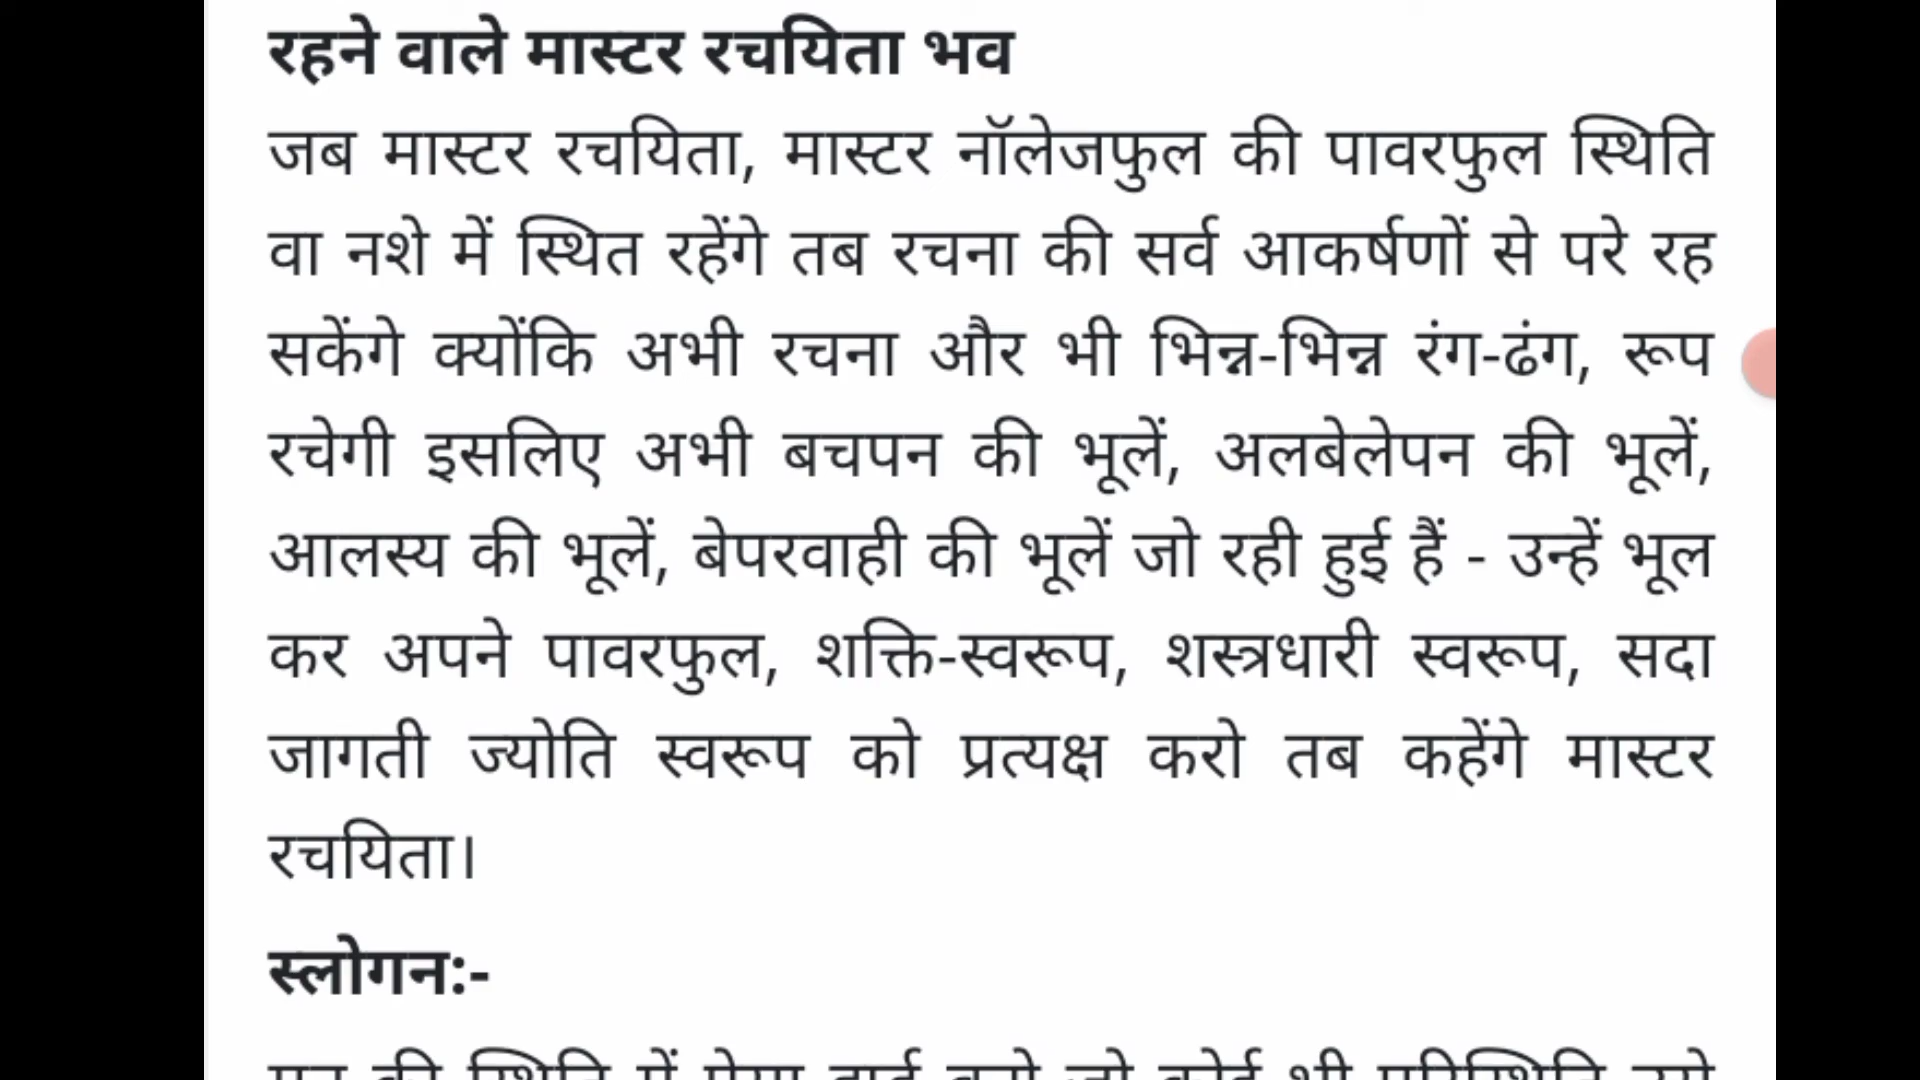 रहने वाले मास्टर रचयिता भव
जब मास्टर रचयिता, मास्टर नॉलेजफुल की पावरफुल स्थिति
वा नशे में स्थित रहेंगे तब रचना की सर्व आकर्षणों से परे रह
सकेंगे क्योंकि अभी रचना और भी भिन्न-भिन्न रंग-ढंग, रूप
रचेगी इसलिए अभी बचपन की भूलें, अलबेलेपन की भूलें,
आलस्य की भूलें, बेपरवाही की भूलें जो रही हुई हैं - उन्हें भूल
कर अपने पावरफुल, शक्ति-स्वरूप, शस्त्रधारी स्वरूप, सदा
जागती ज्योति स्वरूप को प्रत्यक्ष करो तब कहेंगे मास्टर
रचयिता।
स्लोगन:-
की स्थिति में जो कोई भी परिस्थिति